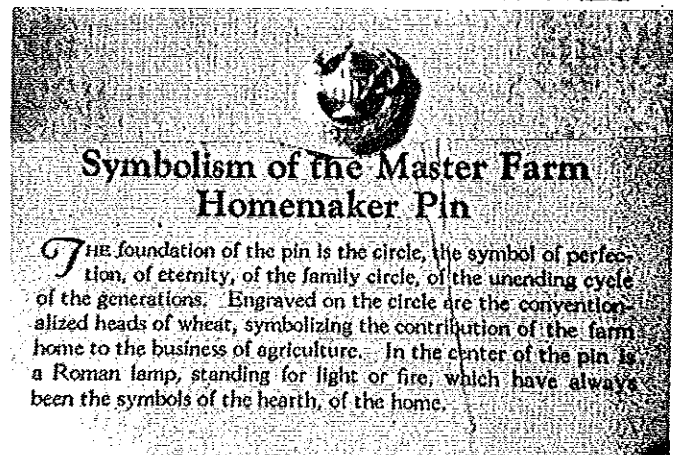 Symbolism of the Master Farm
Homemaker Pin
THE foundation of the pin is the circle, the symbol of perfec-
tion, of eternity, of the family circle, of the unending cycle
of the generations. Engraved on the circle are the convention-
alized heads of wheat, symbolizing the contribution of the farm
home to the business of agriculture. In the center of the pin is
a Roman lamp, standing for light or fire, which have always
been the symbols of the hearth, of the home.